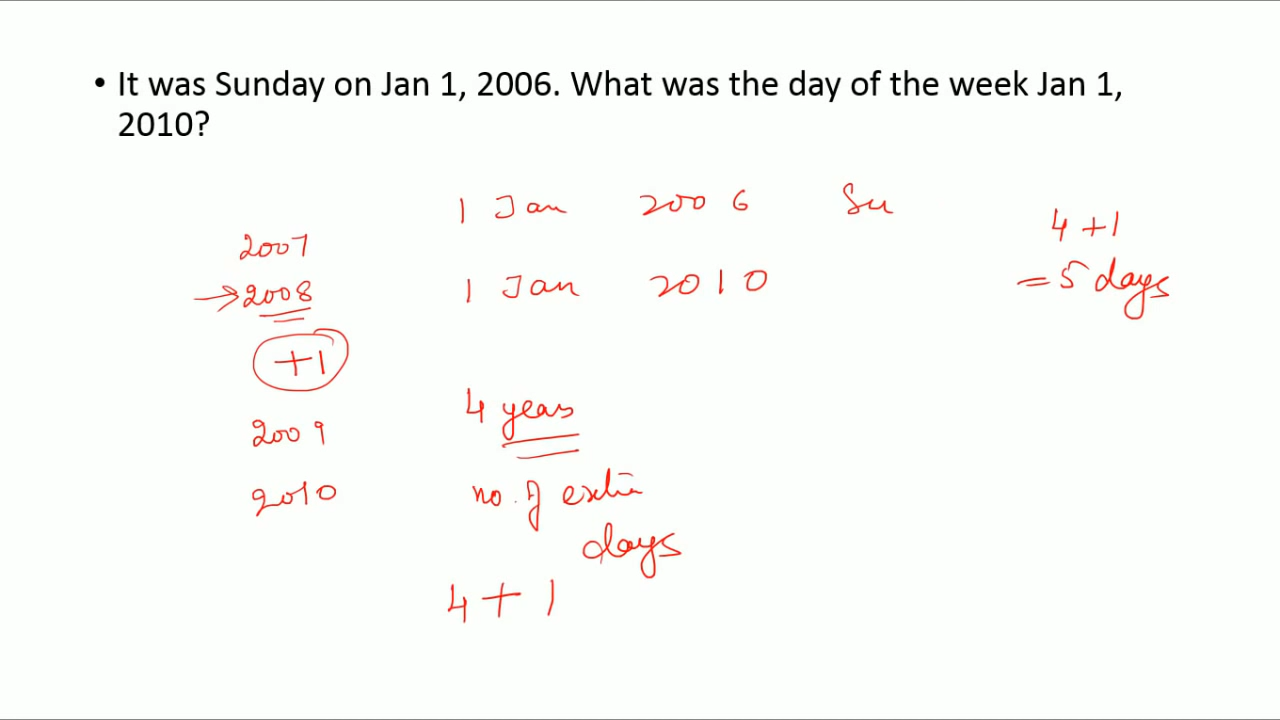 • It was Sunday on Jan 1, 2006. What was the day of the week Jan 1,
2010?
1 Jan 2006 Su
4 +1
= 5 days
2007
→2008
+1
2009
2010
1 Jan 2010
4 years
no. of extra
days
4 + 1